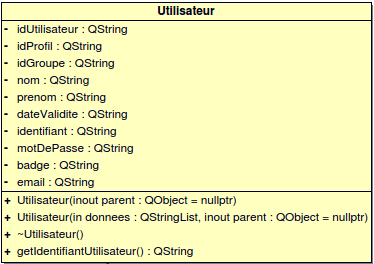 Utilisateur
- idUtilisateur : QString
- idProfil : QString
- idGroupe : QString
- nom : QString
- prenom : QString
- dateValidite : QString
- identifiant : QString
- motDePasse : QString
- badge : QString
- email : QString
+ Utilisateur(inout parent : QObject = nullptr)
+ Utilisateur(in donnees : QStringList, inout parent : QObject = nullptr)
+ ~Utilisateur()
+ getIdentifiantUtilisateur() : QString